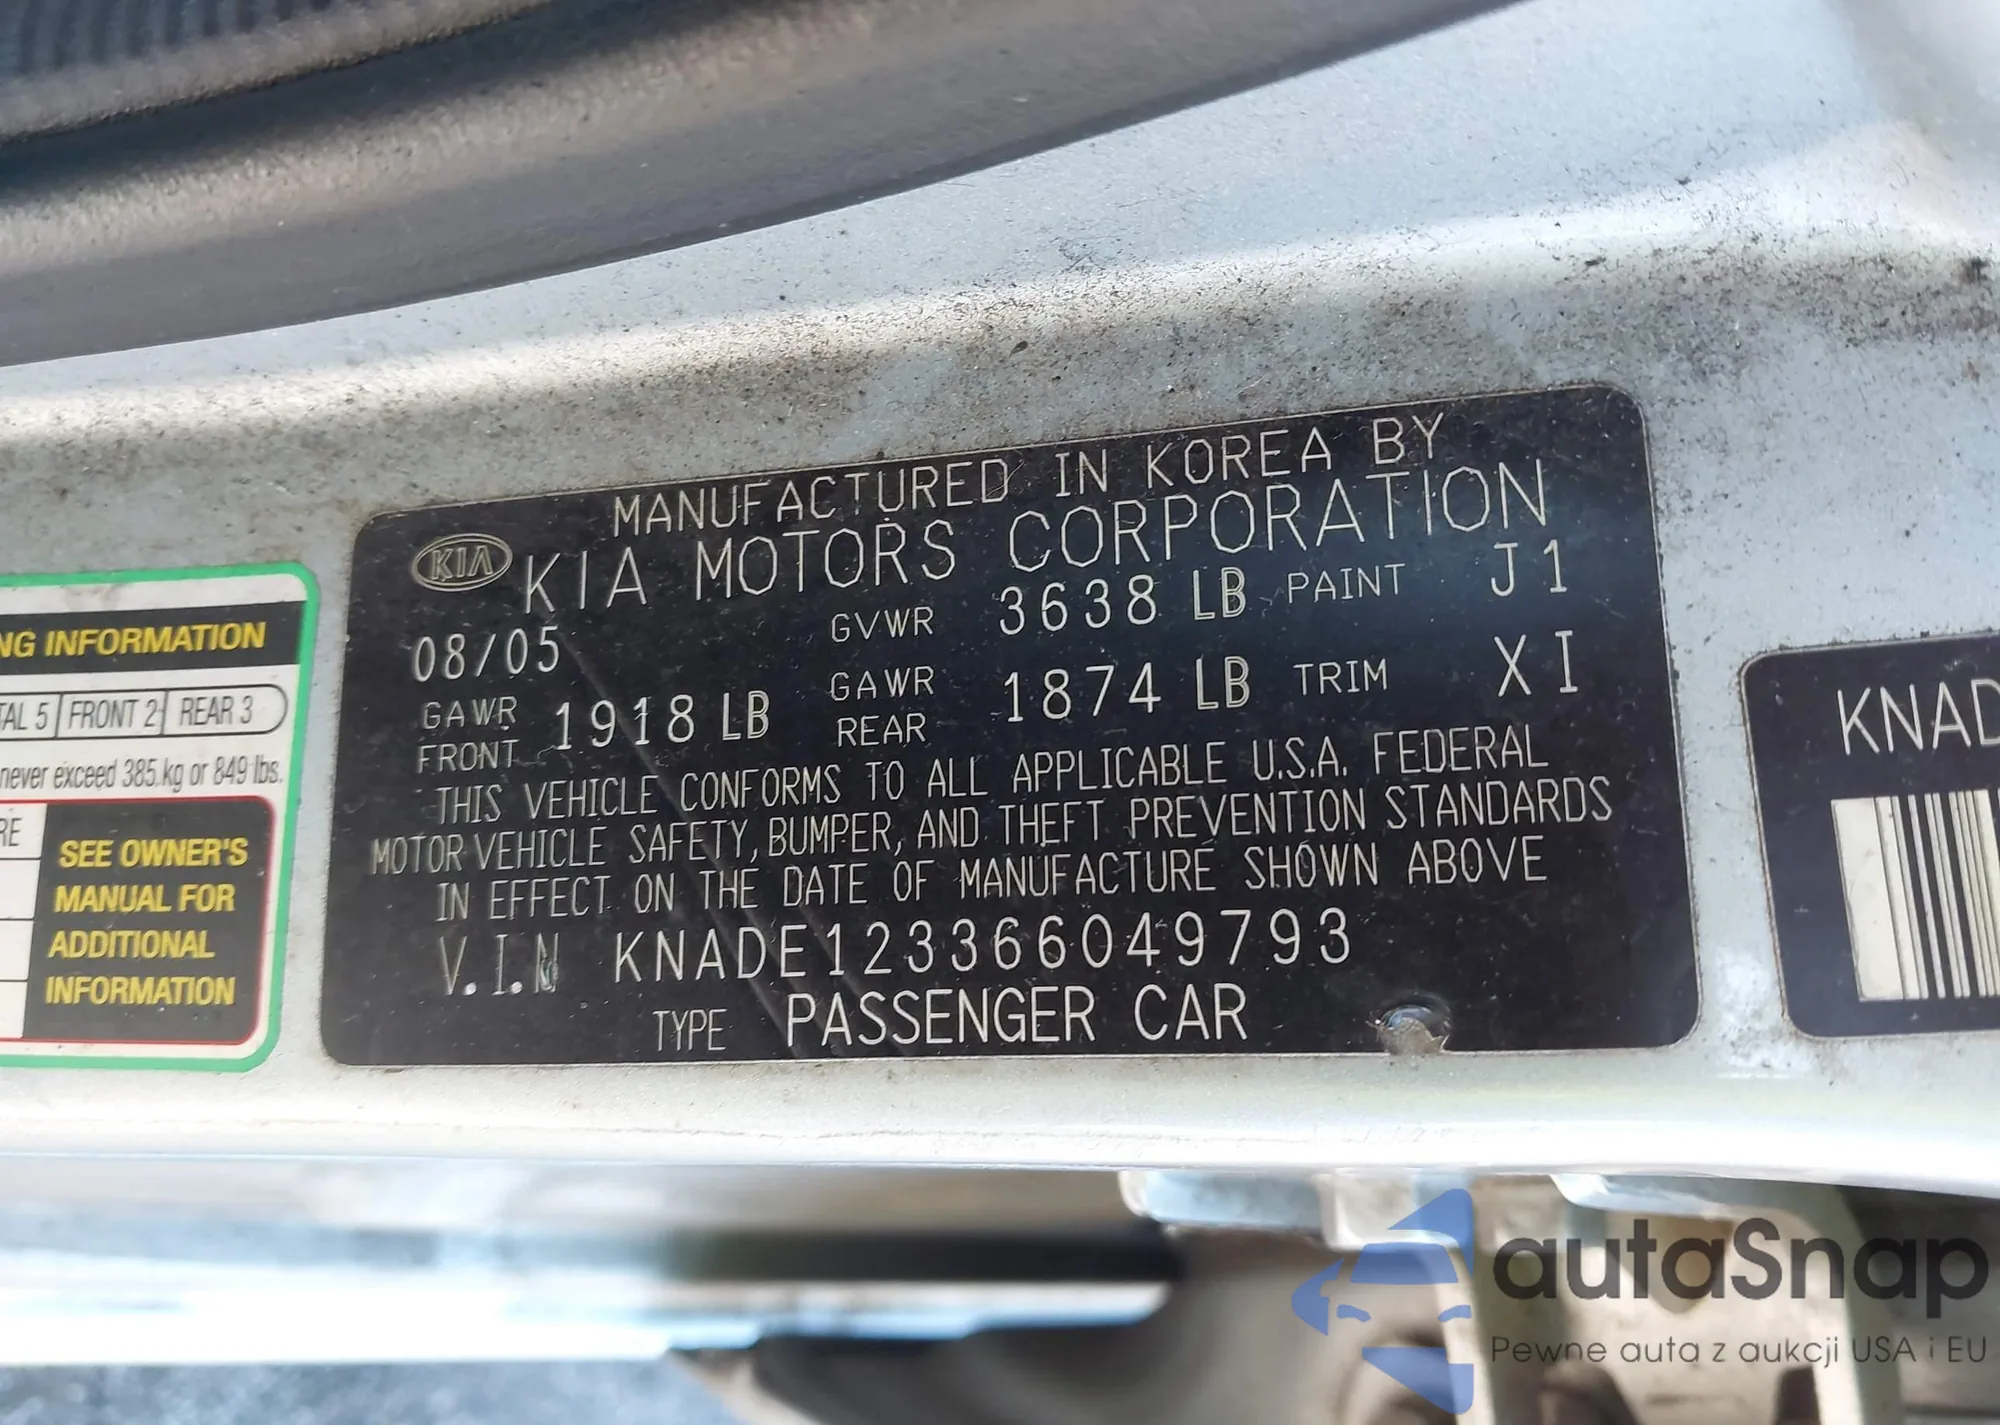 MANUFACTURED IN KOREA BY
KIA KIA MOTORS CORPORATION
08/05 GVWR 3638 LB PAINT J1
GAWR FRONT 1918 LB GAWR REAR 1874 LB TRIM XI
THIS VEHICLE CONFORMS TO ALL APPLICABLE U.S.A. FEDERAL
MOTOR VEHICLE SAFETY, BUMPER, AND THEFT PREVENTION STANDARDS
IN EFFECT ON THE DATE OF MANUFACTURE SHOWN ABOVE
V.I.N KNADE123366049793
TYPE PASSENGER CAR
NG INFORMATION
TAL 5 FRONT 2 REAR 3
never exceed 385 kg or 849 lbs.
RE
SEE OWNER'S
MANUAL FOR
ADDITIONAL
INFORMATION
KNAD
autaSnap
Pewne auta z aukcji USA i EU